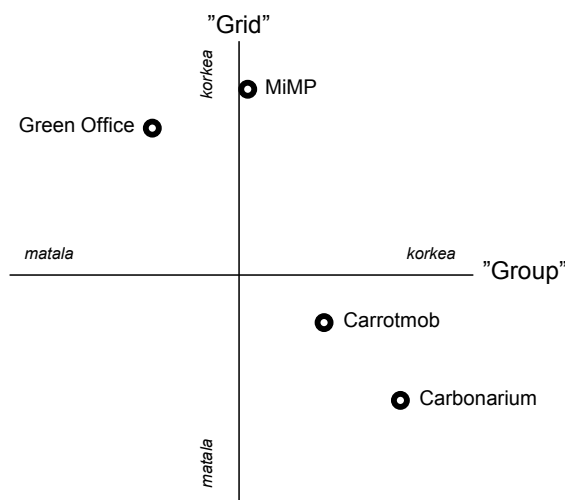 ”Grid”
korkea
MiMP
Green Office
matala
korkea
”Group”
Carrotmob
Carbonarium
matala